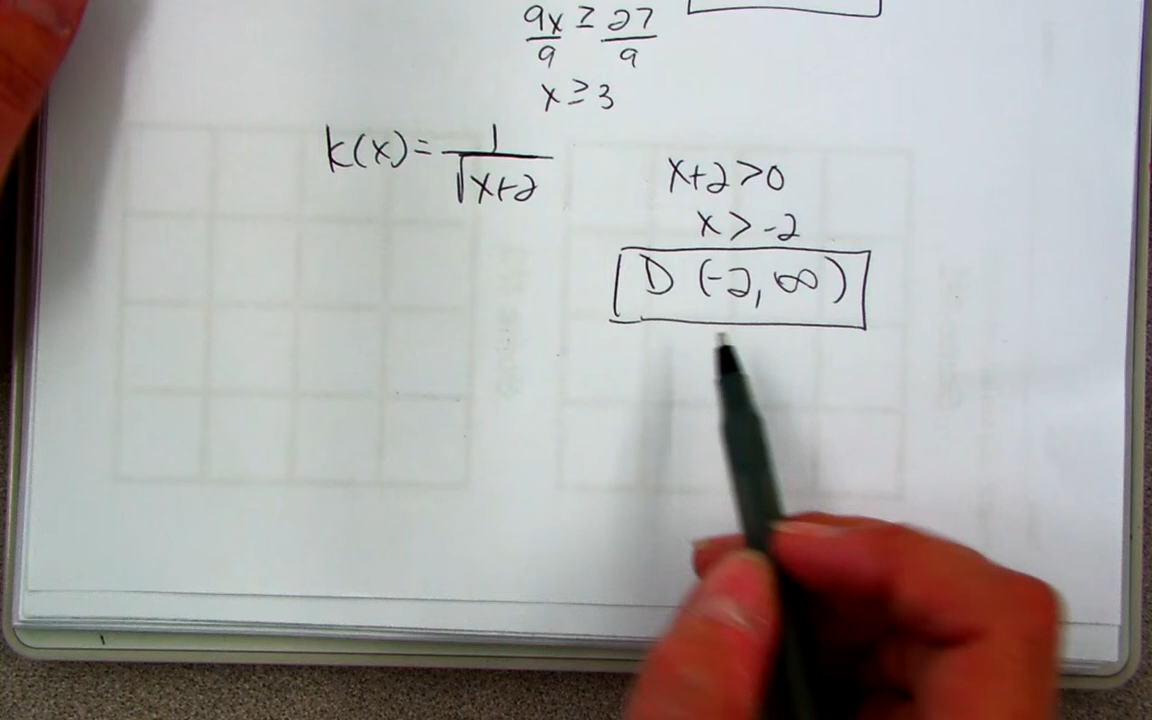 9x ≥ 27
9 9
x ≥ 3
k(x) = 1
√x+2
x+2 > 0
x > -2
D (-2, ∞)